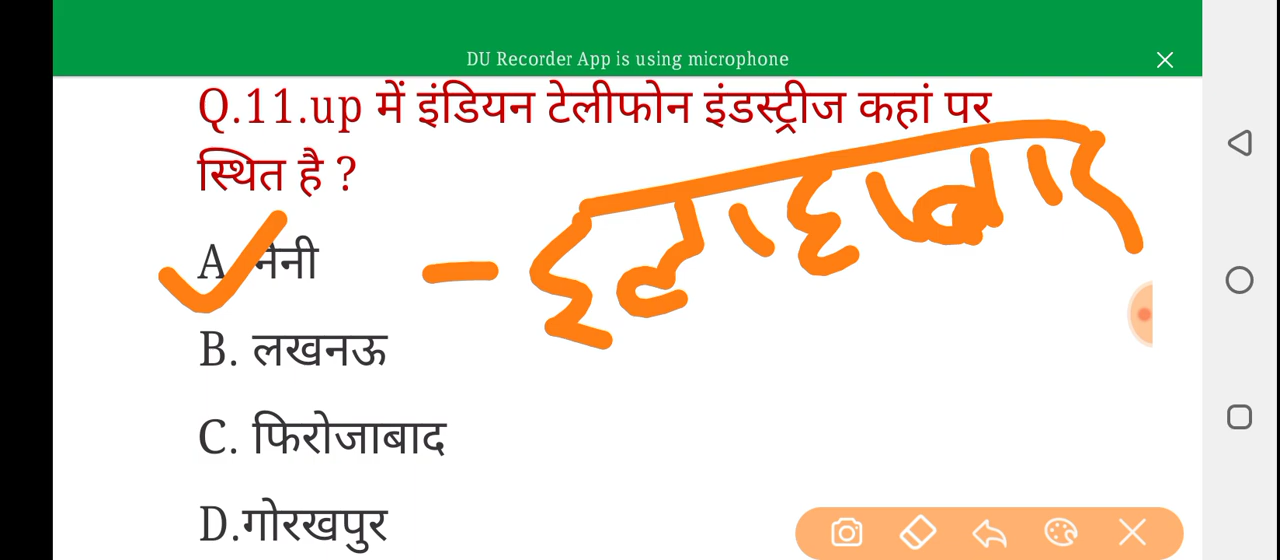 DU Recorder App is using microphone
Q.11.up में इंडियन टेलीफोन इंडस्ट्रीज कहां पर
स्थित है ?
A नैनी
B. लखनऊ
C. फिरोजाबाद
D.गोरखपुर